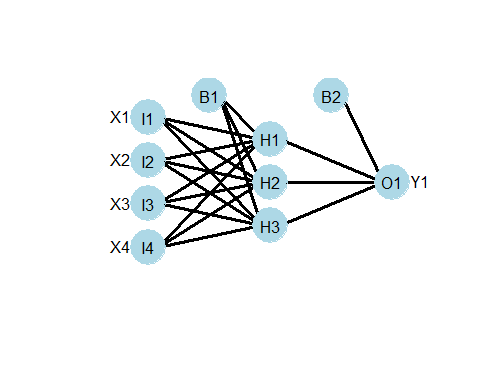 B1 B2
X1 I1
H1
X2 I2
H2 O1 Y1
X3 I3
H3
X4 I4